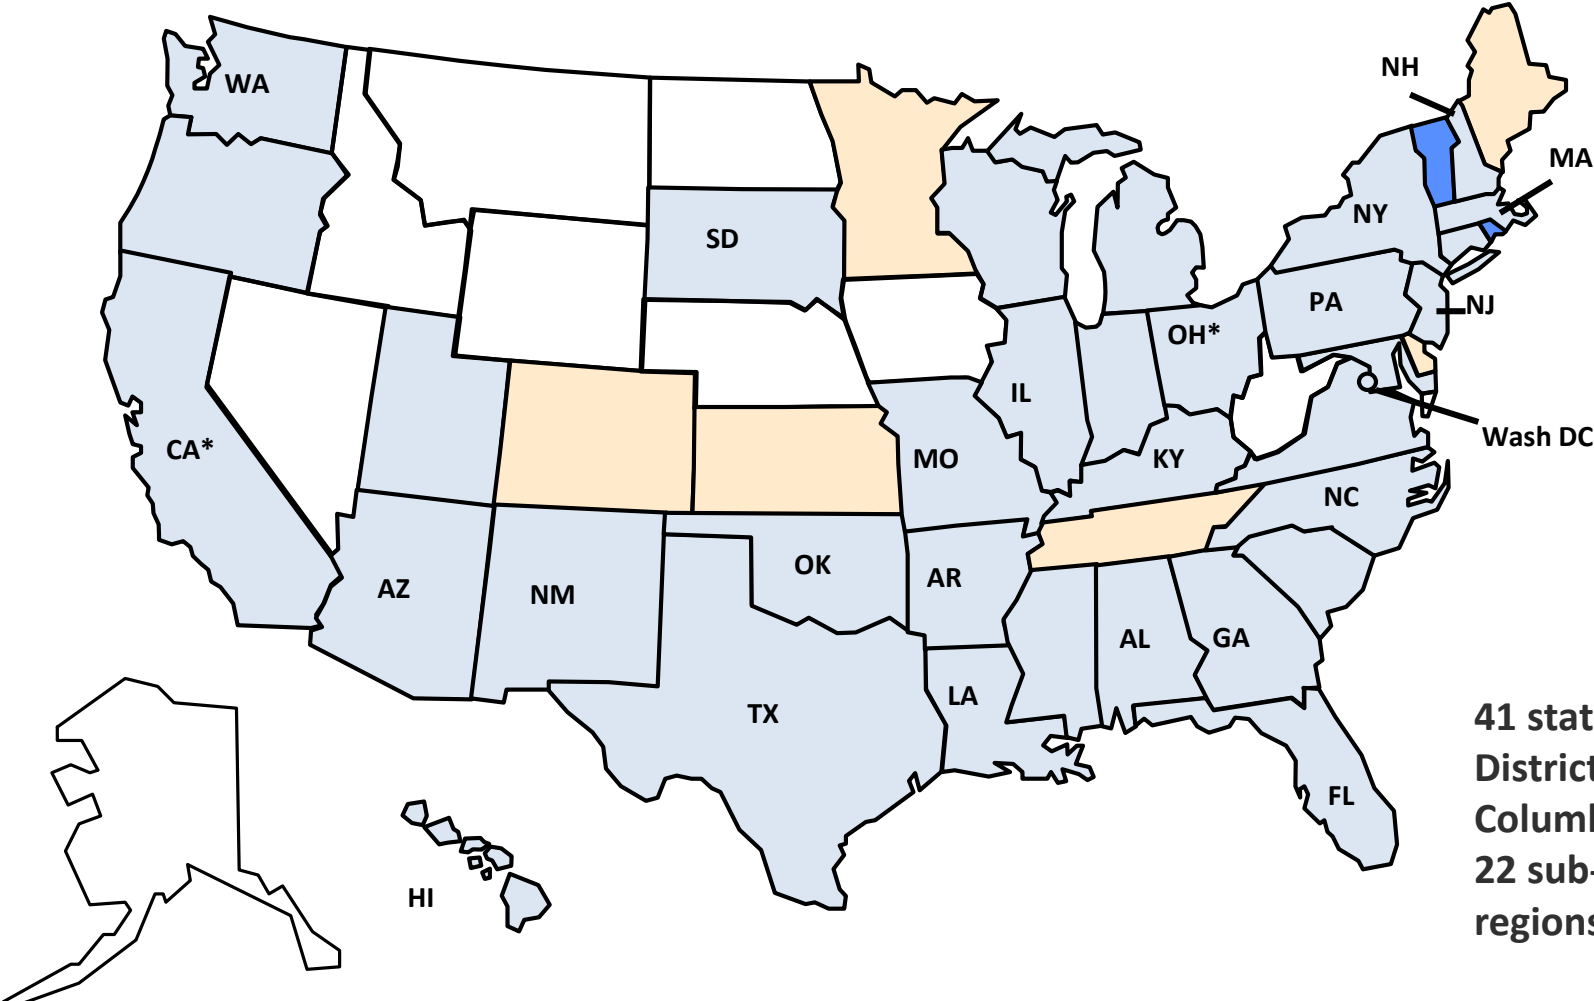 NH
WA
MA
NY
SD
PA
NJ
OH*
IL
Wash DC
CA*
MO
KY
NC
OK
AR
AZ
NM
AL
GA
LA
TX
41 stat
District
Columb
22 sub-
regions
FL
HI